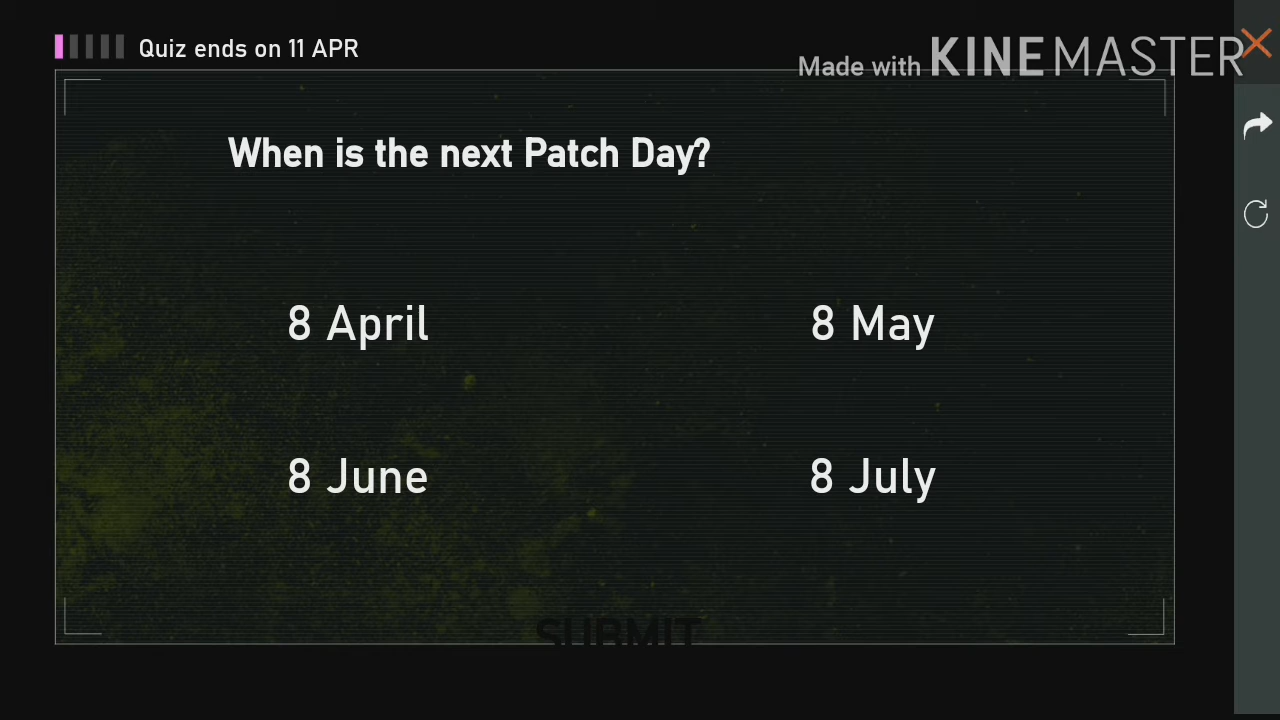 Quiz ends on 11 APR
Made with KINEMASTER
When is the next Patch Day?
8 April
8 May
8 June
8 July
SUBMIT